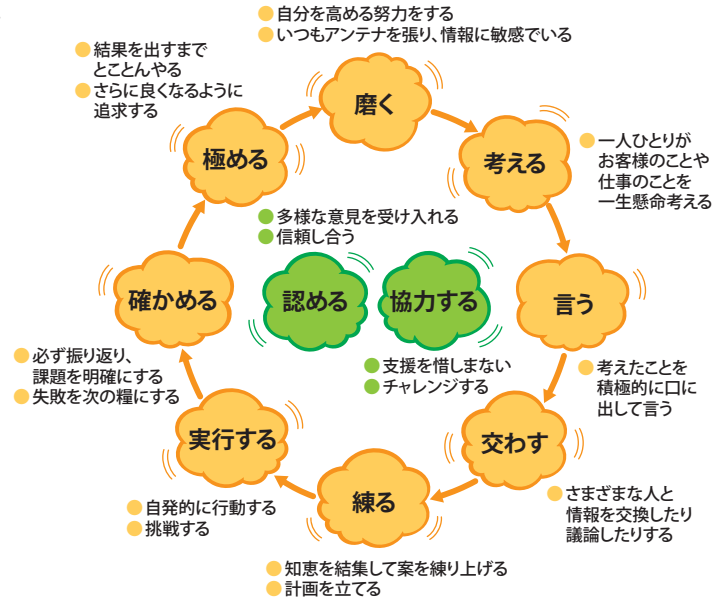 ●自分を高める努力をする
●いつもアンテナを張り、情報に敏感でいる
磨く
●一人ひとりが
お客様のことや
仕事のことを
一生懸命考える
考える
●考えたことを
積極的に口に
出して言う
言う
●さまざまな人と
情報を交換したり
議論したりする
交わす
●知恵を結集して案を練り上げる
●計画を立てる
練る
●自発的に行動する
●挑戦する
実行する
●必ず振り返り、
課題を明確にする
●失敗を次の糧にする
確かめる
●結果を出すまで
とことんやる
●さらに良くなるように
追求する
極める
●多様な意見を受け入れる
●信頼し合う
認める
協力する
●支援を惜しまない
●チャレンジする